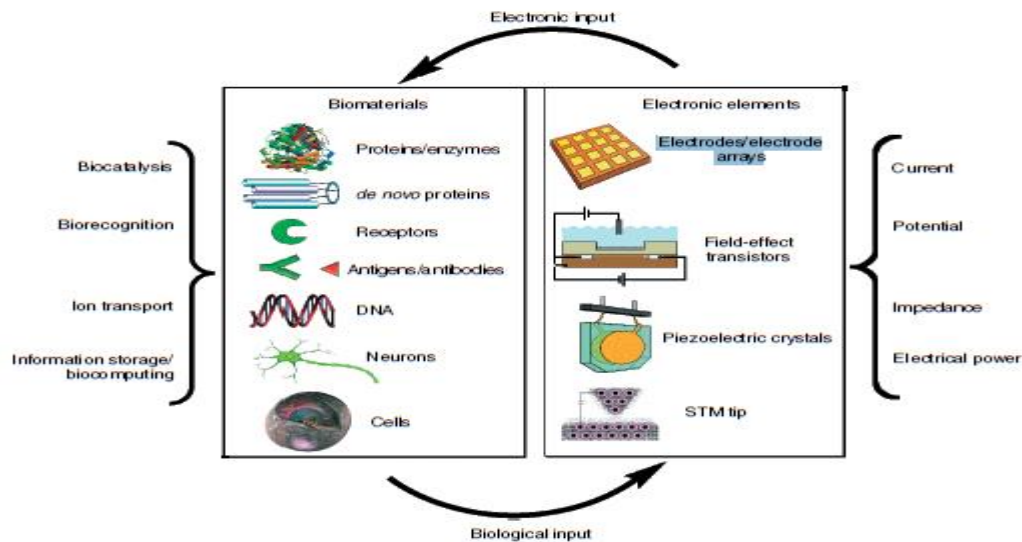 Electronic input
Biomaterials
Proteins/enzymes
de novo proteins
Receptors
Antigens/antibodies
DNA
Neurons
Cells
Electronic elements
Electrodes/electrode
arrays
Field-effect
transistors
Piezoelectric crystals
STM tip
Biocatalysis
Biorecognition
Ion transport
Information storage/
biocomputing
Current
Potential
Impedance
Electrical power
Biological input